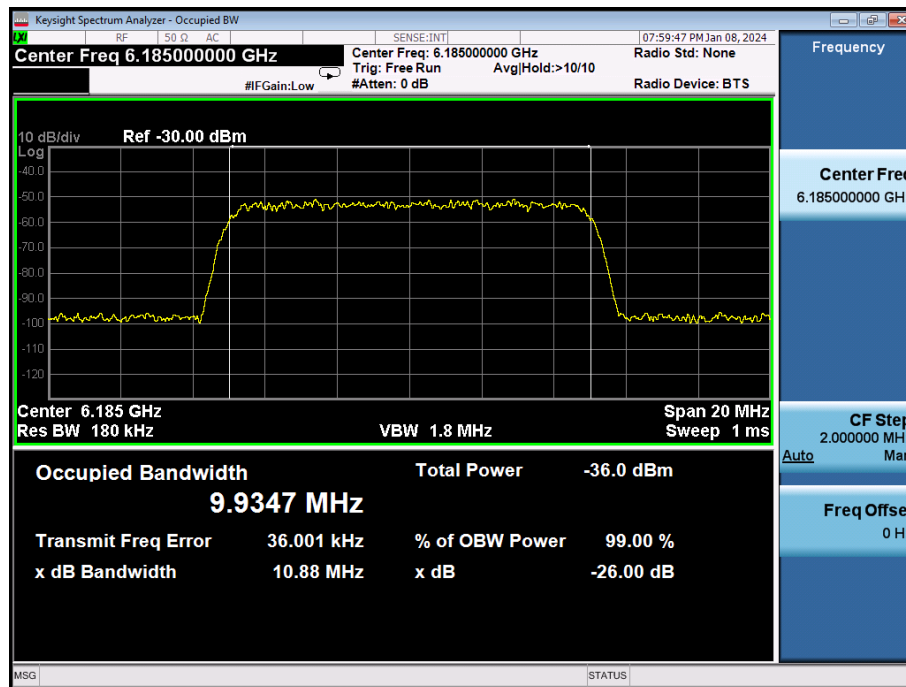 Keysight Spectrum Analyzer - Occupied BW
LXI RF 50 Ω AC SENSE:INT 07:59:47 PM Jan 08, 2024
Center Freq 6.185000000 GHz
Center Freq: 6.185000000 GHz
Radio Std: None
Trig: Free Run Avg|Hold:>10/10
#IFGain:Low
#Atten: 0 dB
Radio Device: BTS
Frequency
10 dB/div Ref -30.00 dBm
Log
-40.0
-50.0
-60.0
-70.0
-80.0
-90.0
-100
-110
-120
Center 6.185 GHz Span 20 MHz
Res BW 180 kHz VBW 1.8 MHz Sweep 1 ms
Center Fre
6.185000000 GH
CF Step
2.000000 MH
Auto Ma
Freq Offse
0 H
Occupied Bandwidth Total Power -36.0 dBm
9.9347 MHz
Transmit Freq Error 36.001 kHz % of OBW Power 99.00 %
x dB Bandwidth 10.88 MHz x dB -26.00 dB
MSG STATUS